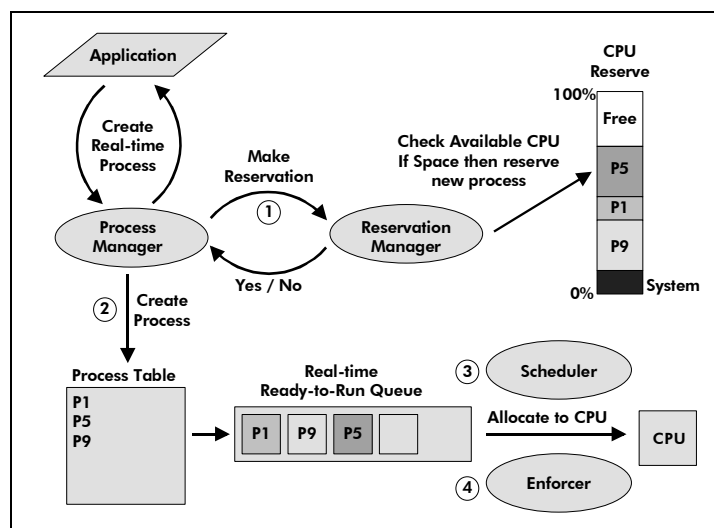 Application
Create
Real-time
Process
Process
Manager
Make
Reservation
1
Yes / No
Reservation
Manager
Check Available CPU
If Space then reserve
new process
CPU
Reserve
100%
Free
P5
P1
P9
0%
System
2
Create
Process
Process Table
P1
P5
P9
Real-time
Ready-to-Run Queue
P1 P9 P5
3
Scheduler
Allocate to CPU
CPU
4
Enforcer